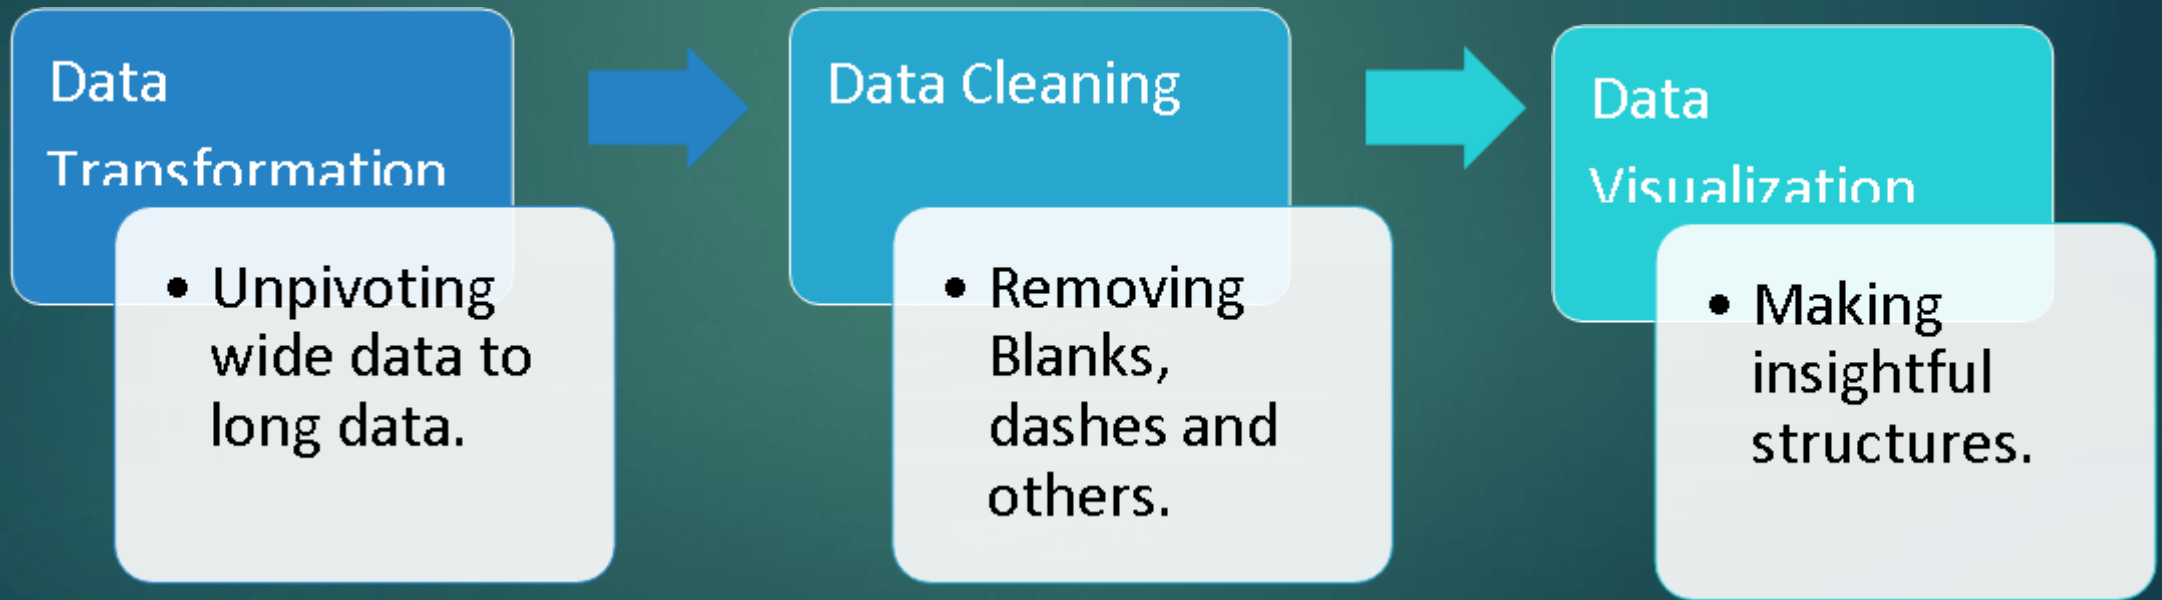 Data
Transformation
• Unpivoting
wide data to
long data.
Data Cleaning
• Removing
Blanks,
dashes and
others.
Data
Visualization
• Making
insightful
structures.